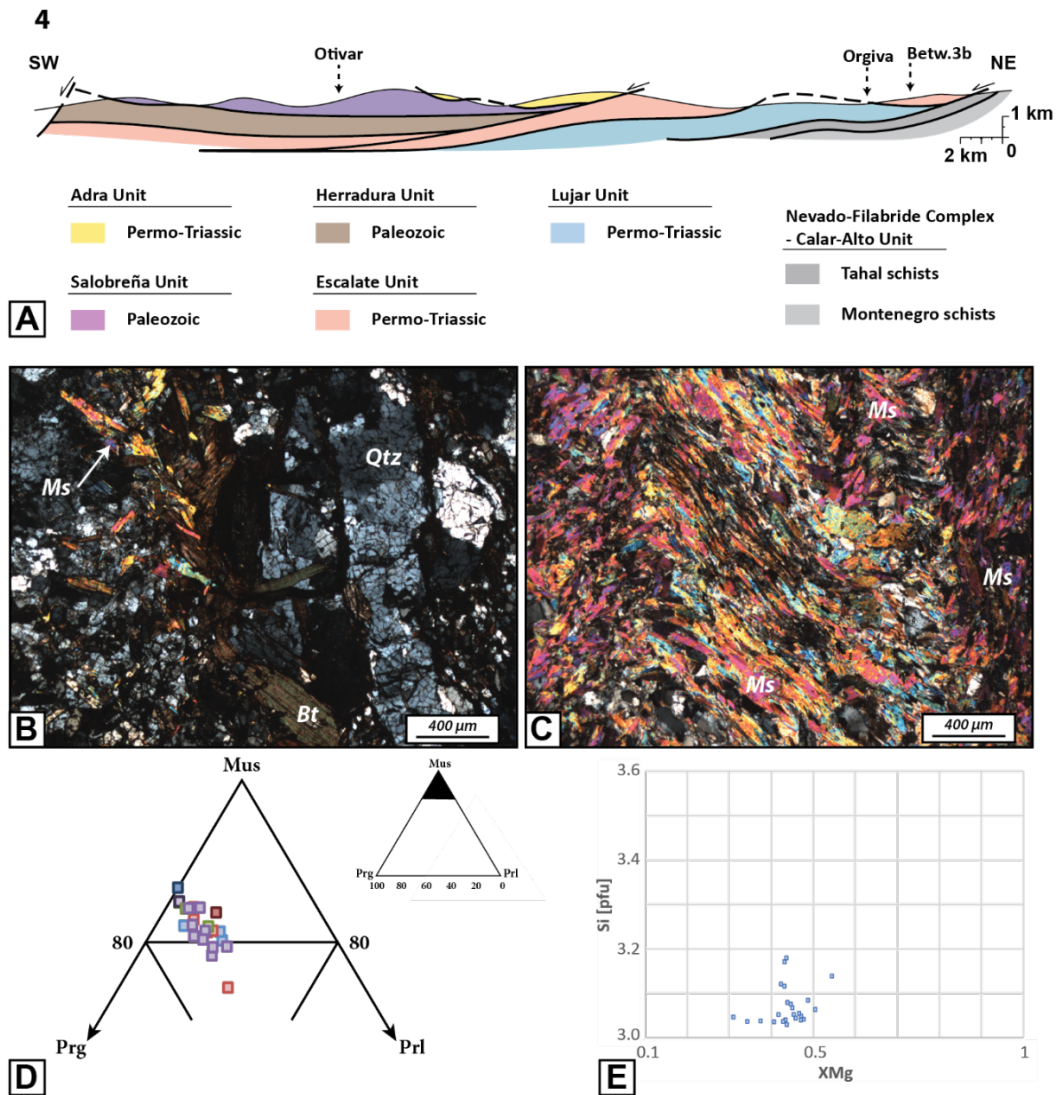 4
SW
Otivar
Orgiva
Betw.3b
NE
1 km
2 km
0
Adra Unit
Permo-Triassic
Herradura Unit
Paleozoic
Lujar Unit
Permo-Triassic
Nevado-Filabride Complex
- Calar-Alto Unit
Tahal schists
Montenegro schists
Salobreña Unit
Paleozoic
Escalate Unit
Permo-Triassic
A
Ms
Qtz
Bt
400 µm
B
Ms
Ms
Ms
400 µm
C
Mus
80
80
Prg
Prl
Mus
Prg
Prl
100 80 60 40 20 0
D
3.6
3.4
3.2
3.0
Si [pfu]
0.1
0.5
1
XMg
E